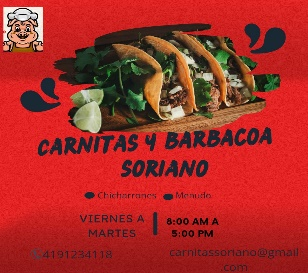 CARNITAS Y BARBACOA
SORIANO
Chicharrones Menudo
VIERNES A
MARTES
6:00 AM A
5:00 PM
4191234118
carnitassoriano@gmail
com